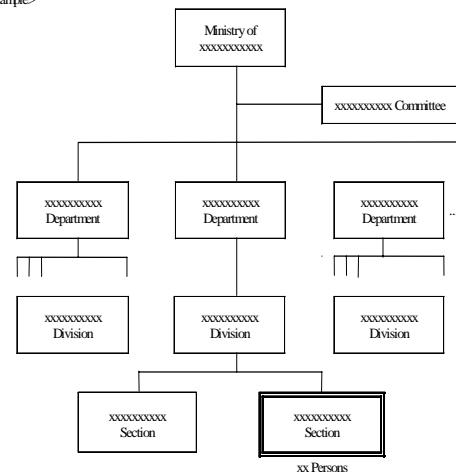 ample
Ministry of
xxxxxxxxxxx
xxxxxxxxxx Committee
xxxxxxxxxx
Department
xxxxxxxxxx
Department
xxxxxxxxxx
Department
..
xxxxxxxxxx
Division
xxxxxxxxxx
Division
xxxxxxxxxx
Division
xxxxxxxxxx
Section
xxxxxxxxxx
Section
xx Persons